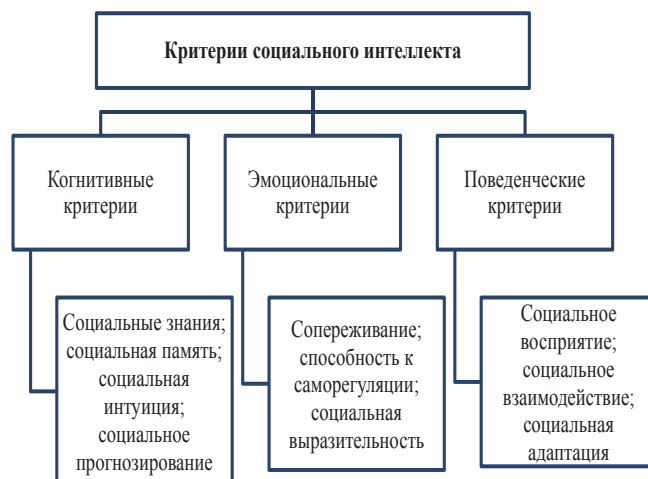 Критерии социального интеллекта
Когнитивные
критерии
Эмоциональные
критерии
Поведенческие
критерии
Социальные знания;
социальная память;
социальная
интуиция;
социальное
прогнозирование
Сопереживание;
способность к
саморегуляции;
социальная
выразительность
Социальное
восприятие;
социальное
взаимодействие;
социальная
адаптация